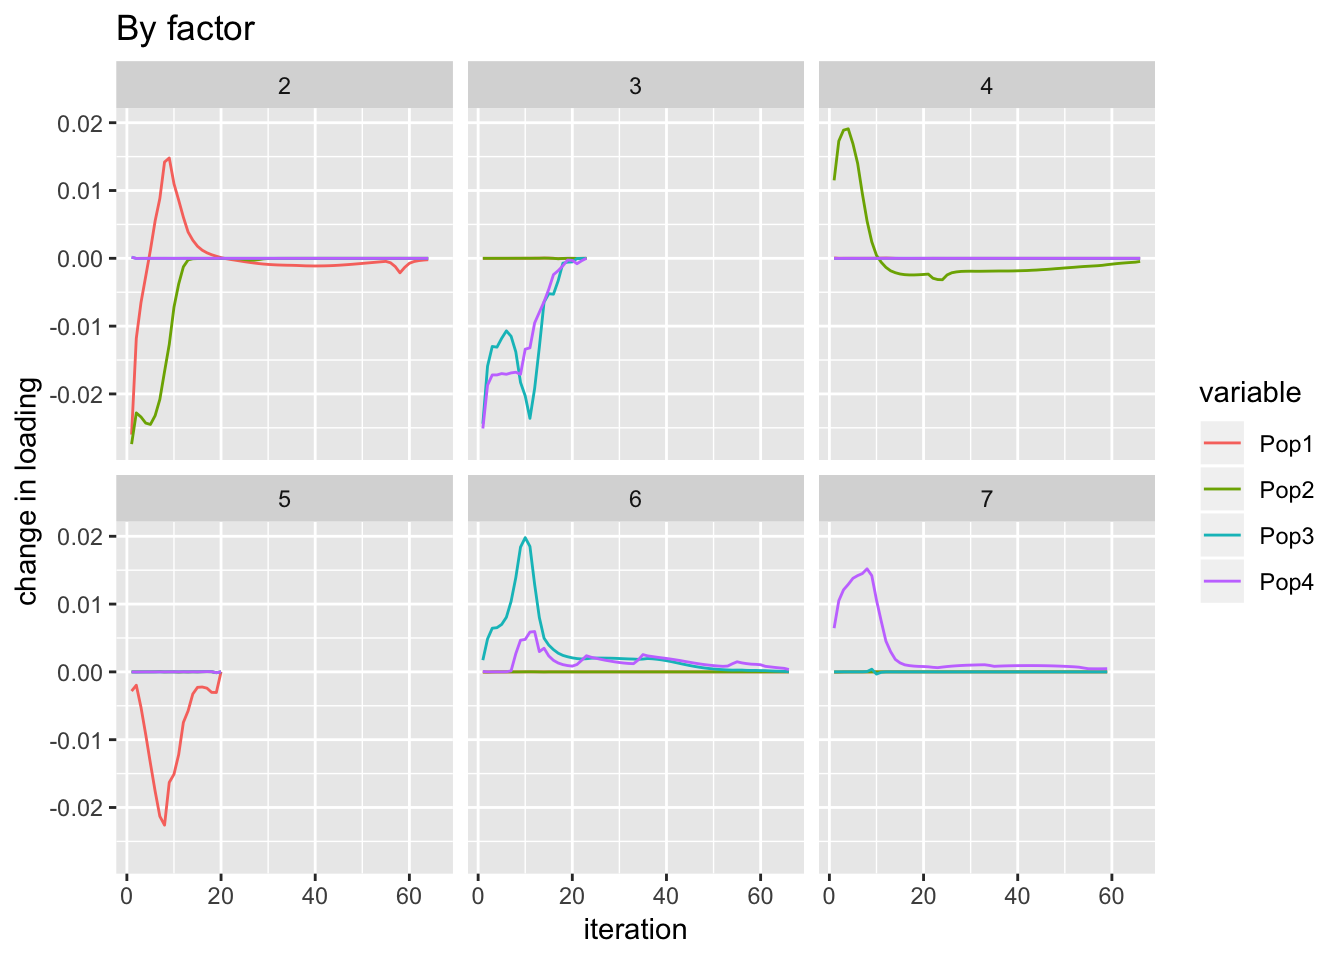 By factor
2 3 4
0.02
0.01
0.00
-0.01
-0.02
change in loading
5 6 7
0.02
0.01
0.00
-0.01
-0.02
0 20 40 60 0 20 40 60 0 20 40 60
iteration
variable
Pop1
Pop2
Pop3
Pop4